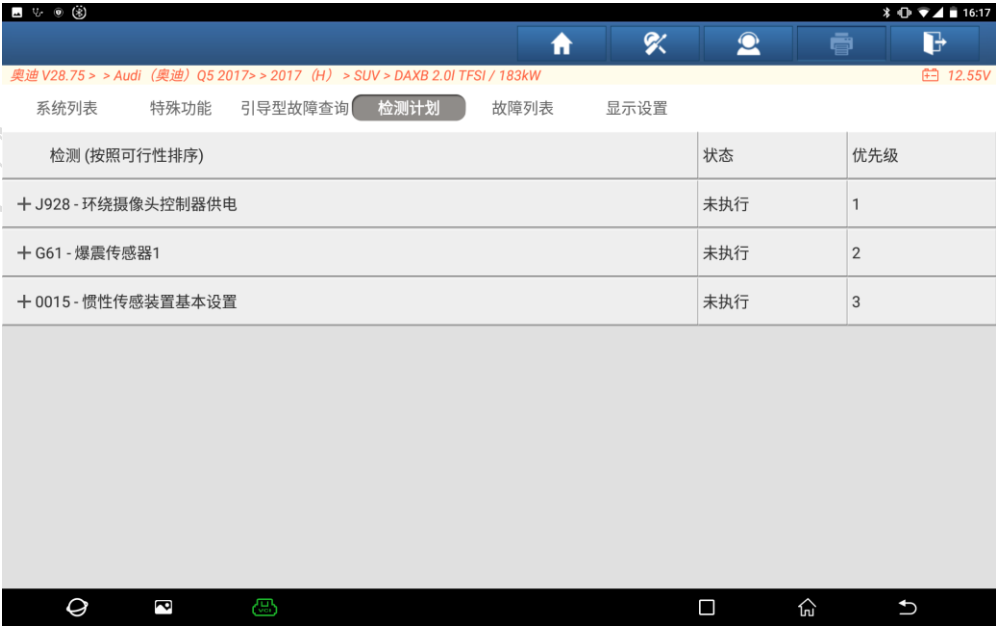 16:17
奥迪 V28.75 > > Audi（奥迪）Q5 2017> > 2017（H）> SUV > DAXB 2.0l TFSI / 183kW 12.55V
系统列表 特殊功能 引导型故障查询 检测计划 故障列表 显示设置
检测 (按照可行性排序) 状态 优先级
+ J928 - 环绕摄像头控制器供电 未执行 1
+ G61 - 爆震传感器1 未执行 2
+ 0015 - 惯性传感装置基本设置 未执行 3
VCI